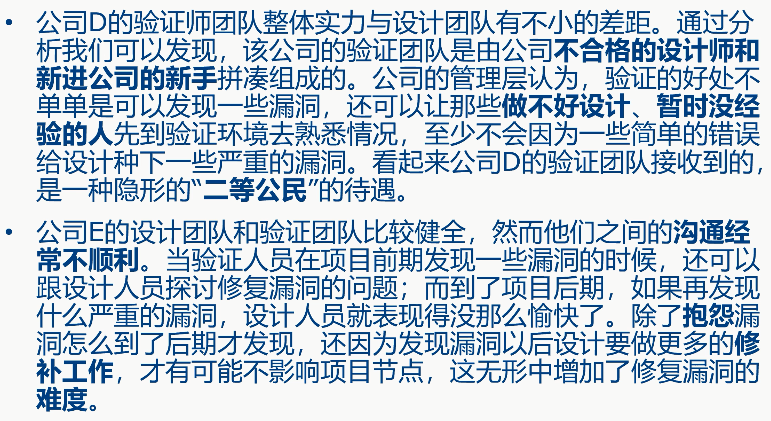 • 公司D的验证师团队整体实力与设计团队有不小的差距。通过分
析我们可以发现，该公司的验证团队是由公司不合格的设计师和
新进公司的新手拼凑组成的。公司的管理层认为，验证的好处不
单单是可以发现一些漏洞，还可以让那些做不好设计、暂时没经
验的人先到验证环境去熟悉情况，至少不会因为一些简单的错误
给设计种下一些严重的漏洞。看起来公司D的验证团队接收到的，
是一种隐形的“二等公民”的待遇。
• 公司E的设计团队和验证团队比较健全，然而他们之间的沟通经
常不顺利。当验证人员在项目前期发现一些漏洞的时候，还可以
跟设计人员探讨修复漏洞的问题；而到了项目后期，如果再发现
什么严重的漏洞，设计人员就表现得没那么愉快了。除了抱怨漏
洞怎么到了后期才发现，还因为发现漏洞以后设计要做更多的修
补工作，才有可能不影响项目节点，这无形中增加了修复漏洞的
难度。